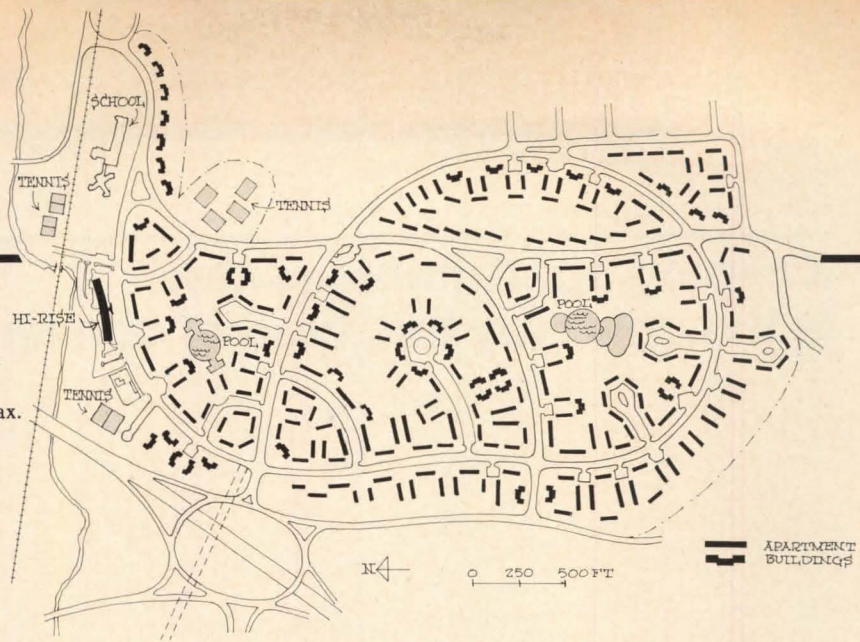 SCHOOL
TENNIS
TENNIS
HI-RISE
POOL
POOL
TENNIS
ax.
N
0 250 500 FT
APARTMENT
BUILDINGS